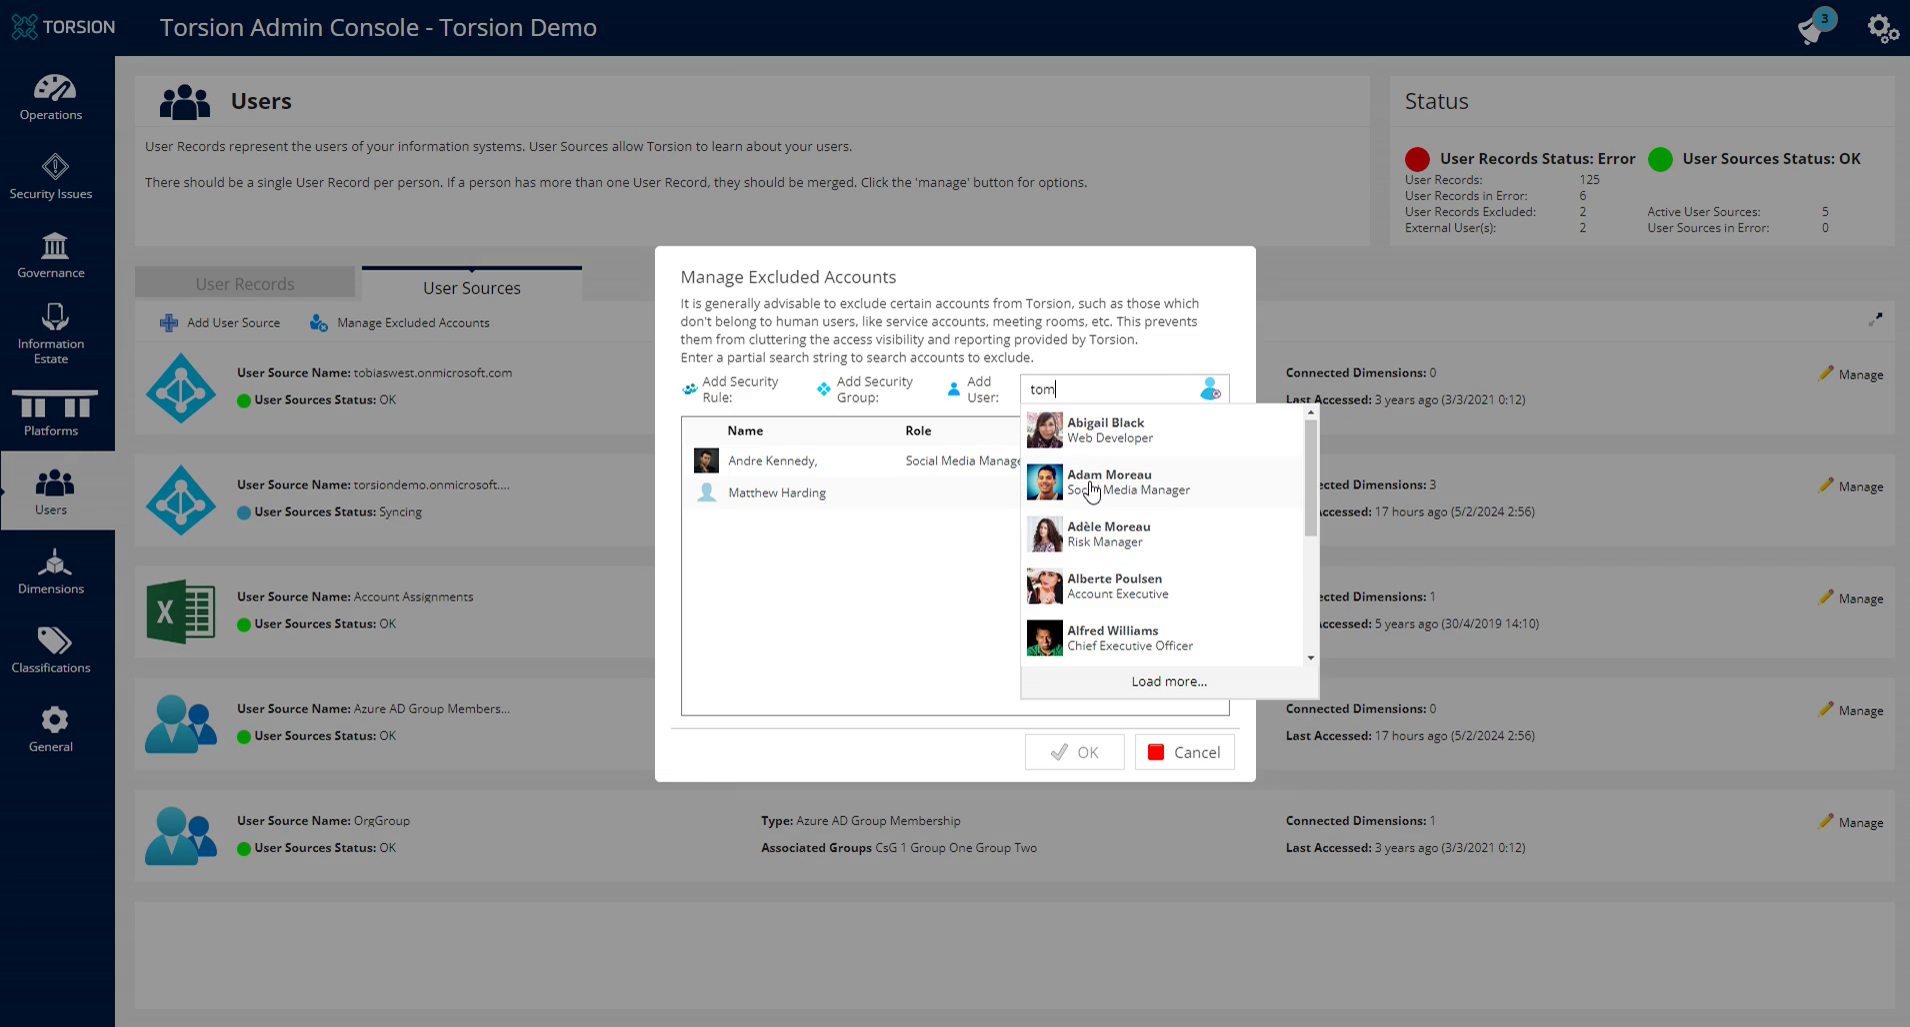 TORSION
Torsion Admin Console - Torsion Demo
3
Operations
Security Issues
Governance
Information
Estate
Platforms
Users
Dimensions
Classifications
General
Users
User Records represent the users of your information systems. User Sources allow Torsion to learn about your users.
There should be a single User Record per person. If a person has more than one User Record, they should be merged. Click the 'manage' button for options.
Status
User Records Status: Error
User Records: 125
User Records in Error: 6
User Records Excluded: 2
External User(s): 2
User Sources Status: OK
Active User Sources: 5
User Sources in Error: 0
User Records
User Sources
Add User Source
Manage Excluded Accounts
User Source Name: tobiaswest.onmicrosoft.com
User Sources Status: OK
Connected Dimensions: 0
Last Accessed: 3 years ago (3/3/2021 0:12)
Manage
User Source Name: torsiondemo.onmicrosoft....
User Sources Status: Syncing
ected Dimensions: 3
ccessed: 17 hours ago (5/2/2024 2:56)
Manage
User Source Name: Account Assignments
User Sources Status: OK
ected Dimensions: 1
ccessed: 5 years ago (30/4/2019 14:10)
Manage
User Source Name: Azure AD Group Members...
User Sources Status: OK
Connected Dimensions: 0
Last Accessed: 17 hours ago (5/2/2024 2:56)
Manage
User Source Name: OrgGroup
User Sources Status: OK
Type: Azure AD Group Membership
Associated Groups CsG 1 Group One Group Two
Connected Dimensions: 1
Last Accessed: 3 years ago (3/3/2021 0:12)
Manage
Manage Excluded Accounts
It is generally advisable to exclude certain accounts from Torsion, such as those which
don't belong to human users, like service accounts, meeting rooms, etc. This prevents
them from cluttering the access visibility and reporting provided by Torsion.
Enter a partial search string to search accounts to exclude.
Add Security
Rule:
Add Security
Group:
Add
User:
tom
Name Role
Andre Kennedy, Social Media Manage
Matthew Harding
Abigail Black
Web Developer
Adam Moreau
Social Media Manager
Adèle Moreau
Risk Manager
Alberte Poulsen
Account Executive
Alfred Williams
Chief Executive Officer
Load more...
OK
Cancel